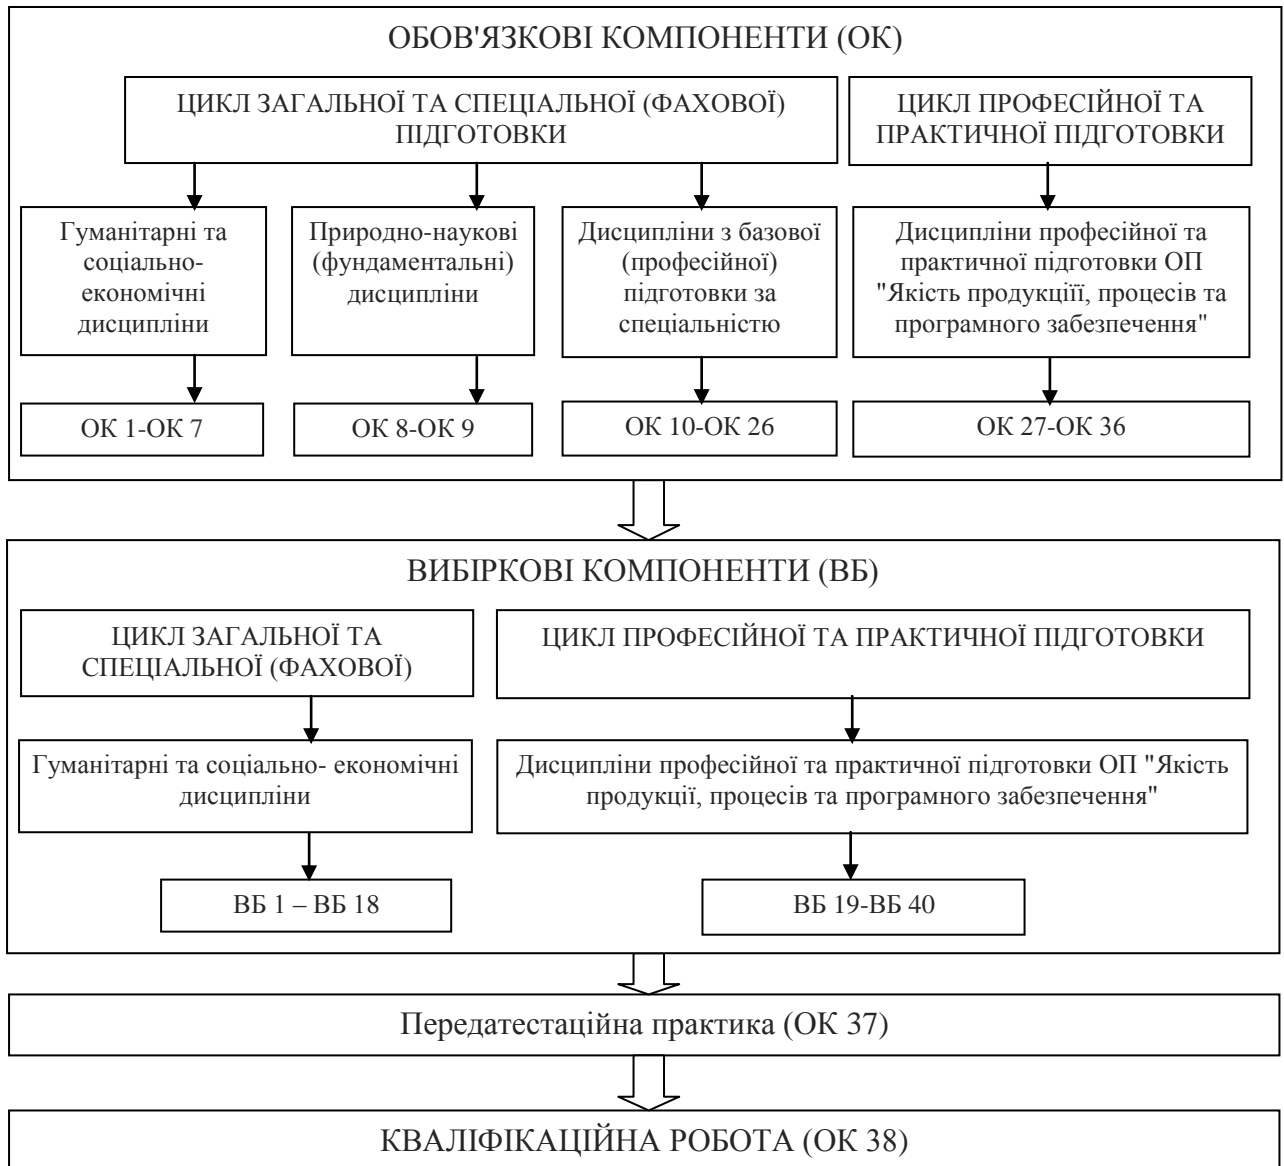 ОБОВ'ЯЗКОВІ КОМПОНЕНТИ (ОК)
ЦИКЛ ЗАГАЛЬНОЇ ТА СПЕЦІАЛЬНОЇ (ФАХОВОЇ)
ПІДГОТОВКИ
ЦИКЛ ПРОФЕСІЙНОЇ ТА
ПРАКТИЧНОЇ ПІДГОТОВКИ
Гуманітарні та
соціально-
економічні
дисципліни
Природно-наукові
(фундаментальні)
дисципліни
Дисципліни з базової
(професійної)
підготовки за
спеціальністю
Дисципліни професійної та
практичної підготовки ОП
"Якість продукціїї, процесів та
програмного забезпечення"
ОК 1-ОК 7
ОК 8-ОК 9
ОК 10-ОК 26
ОК 27-ОК 36
ВИБІРКОВІ КОМПОНЕНТИ (ВБ)
ЦИКЛ ЗАГАЛЬНОЇ ТА
СПЕЦІАЛЬНОЇ (ФАХОВОЇ)
ЦИКЛ ПРОФЕСІЙНОЇ ТА ПРАКТИЧНОЇ ПІДГОТОВКИ
Гуманітарні та соціально- економічні
дисципліни
Дисципліни професійної та практичної підготовки ОП "Якість
продукції, процесів та програмного забезпечення"
ВБ 1 – ВБ 18
ВБ 19-ВБ 40
Передатестаційна практика (ОК 37)
КВАЛІФІКАЦІЙНА РОБОТА (ОК 38)